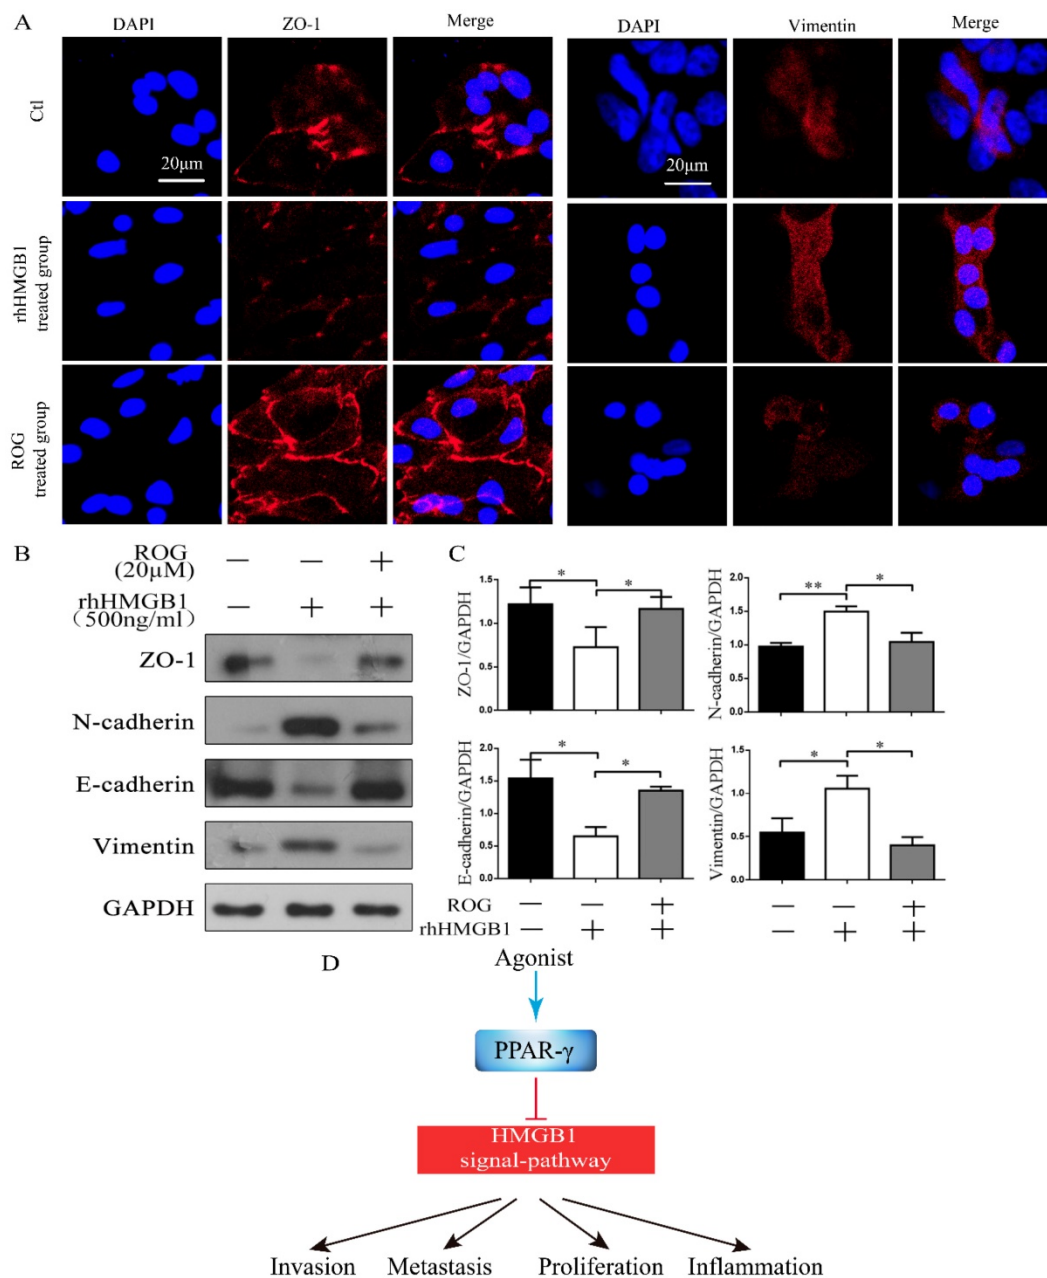 A
DAPI ZO-1 Merge DAPI Vimentin Merge
Ctl
20μm 20μm
rhHMGB1
treated group
ROG
treated group
B
ROG — — +
(20μM)
rhHMGB1 — + +
(500ng/ml)
ZO-1
N-cadherin
E-cadherin
Vimentin
GAPDH
C
ZO-1/GAPDH
1.5
1.0
0.5
0.0
* *
N-cadherin/GAPDH
2.0
1.5
1.0
0.5
0.0
** *
E-cadherin/GAPDH
2.0
1.5
1.0
0.5
0.0
* *
Vimentin/GAPDH
1.5
1.0
0.5
0.0
* *
ROG — — + — — +
rhHMGB1 — + + — + +
D
Agonist
PPAR-γ
HMGB1
signal-pathway
Invasion Metastasis Proliferation Inflammation